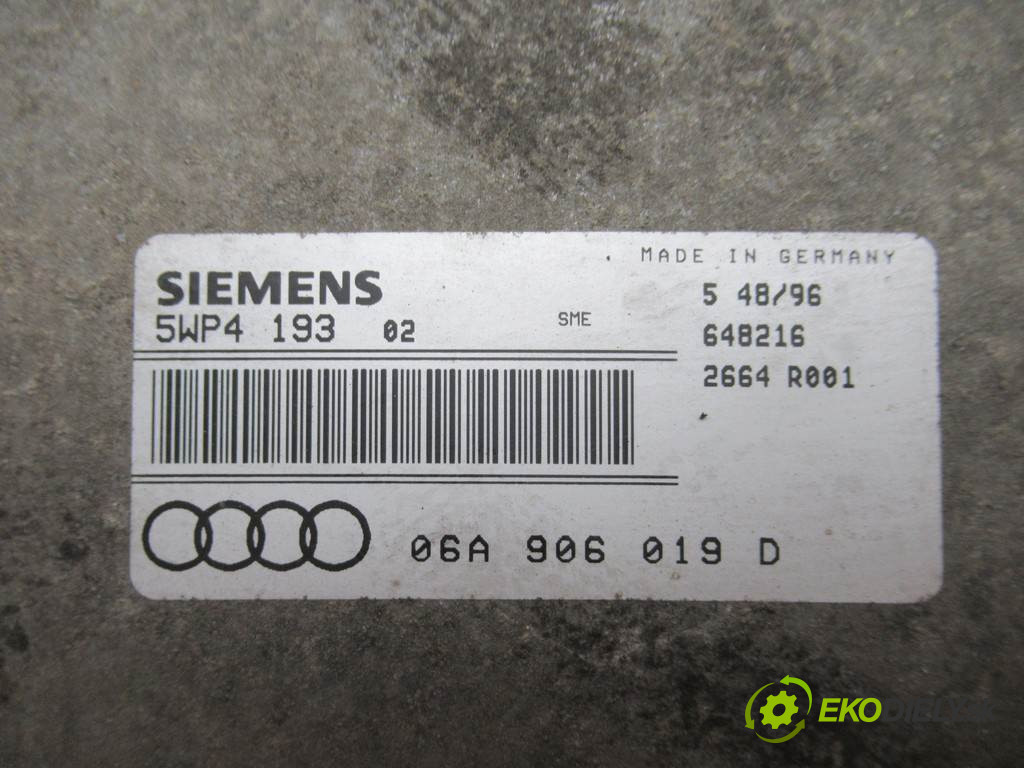 MADE IN GERMANY
SIEMENS
5 48/96
5WP4 193 02
SME
648216
2664 R001
06A 906 019 D